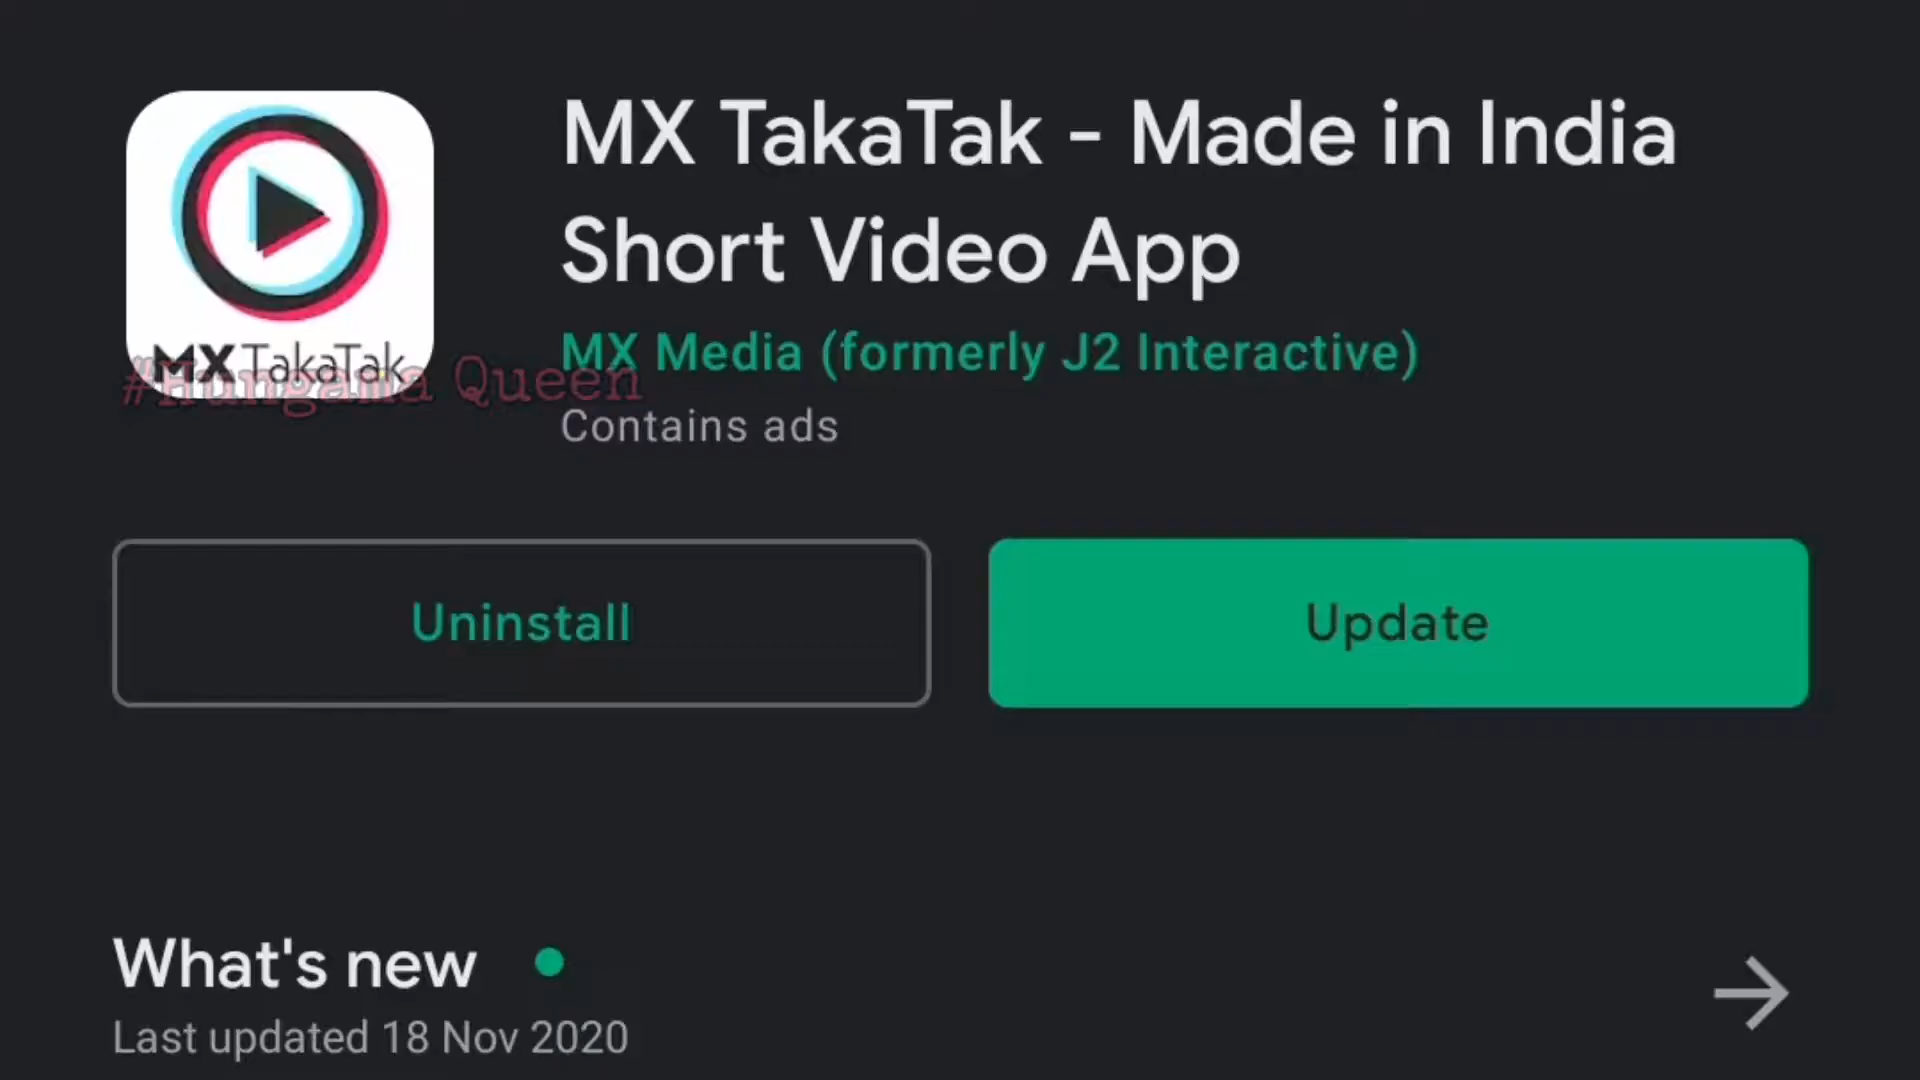 MX TakaTak - Made in India
Short Video App
MX Media (formerly J2 Interactive)
MX TakaTak
#Hungama Queen
Contains ads
Uninstall
Update
What's new
Last updated 18 Nov 2020